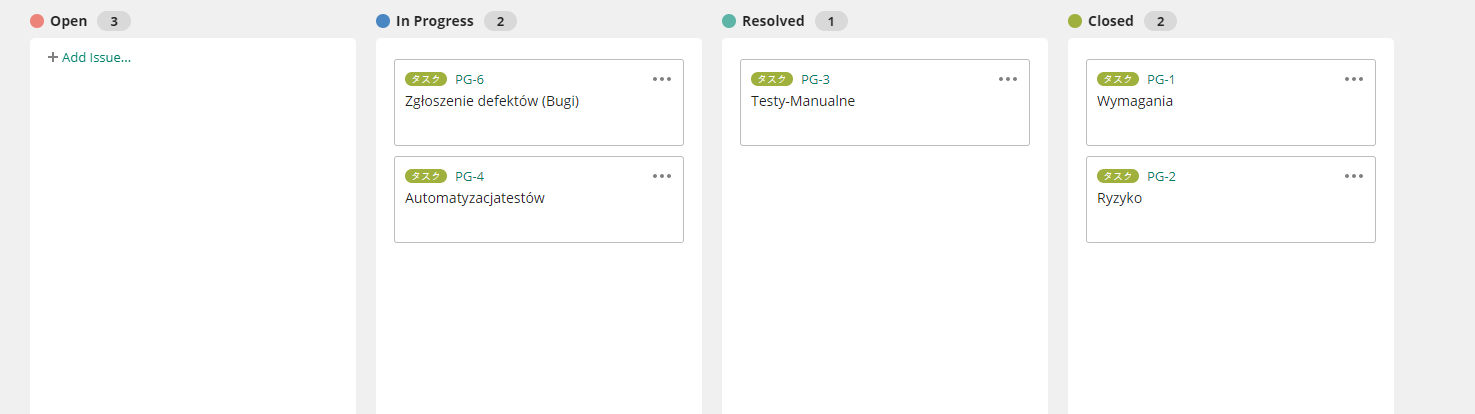 Open 3
+ Add Issue...
In Progress 2
タスク PG-6
Zgłoszenie defektów (Bugi)
タスク PG-4
Automatyzacjatestów
Resolved 1
タスク PG-3
Testy-Manualne
Closed 2
タスク PG-1
Wymagania
タスク PG-2
Ryzyko